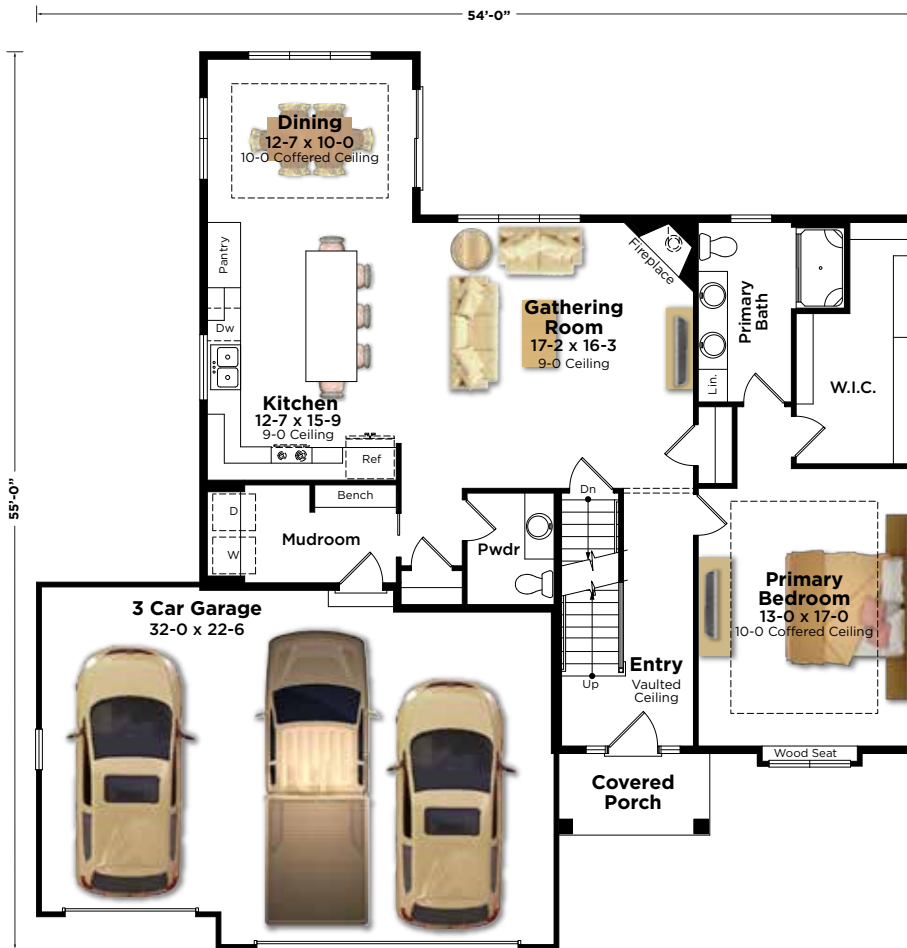 54’-0”
55’-0”
Dining
12-7 x 10-0
10-0 Coffered Ceiling
Pantry
Dw
Fireplace
Gathering
Room
17-2 x 16-3
9-0 Ceiling
Primary
Bath
Lin.
W.I.C.
Kitchen
12-7 x 15-9
9-0 Ceiling
Ref
Bench
D
W
Mudroom
Pwdr
Dn
Up
Primary
Bedroom
13-0 x 17-0
10-0 Coffered Ceiling
3 Car Garage
32-0 x 22-6
Entry
Vaulted
Ceiling
Wood Seat
Covered
Porch